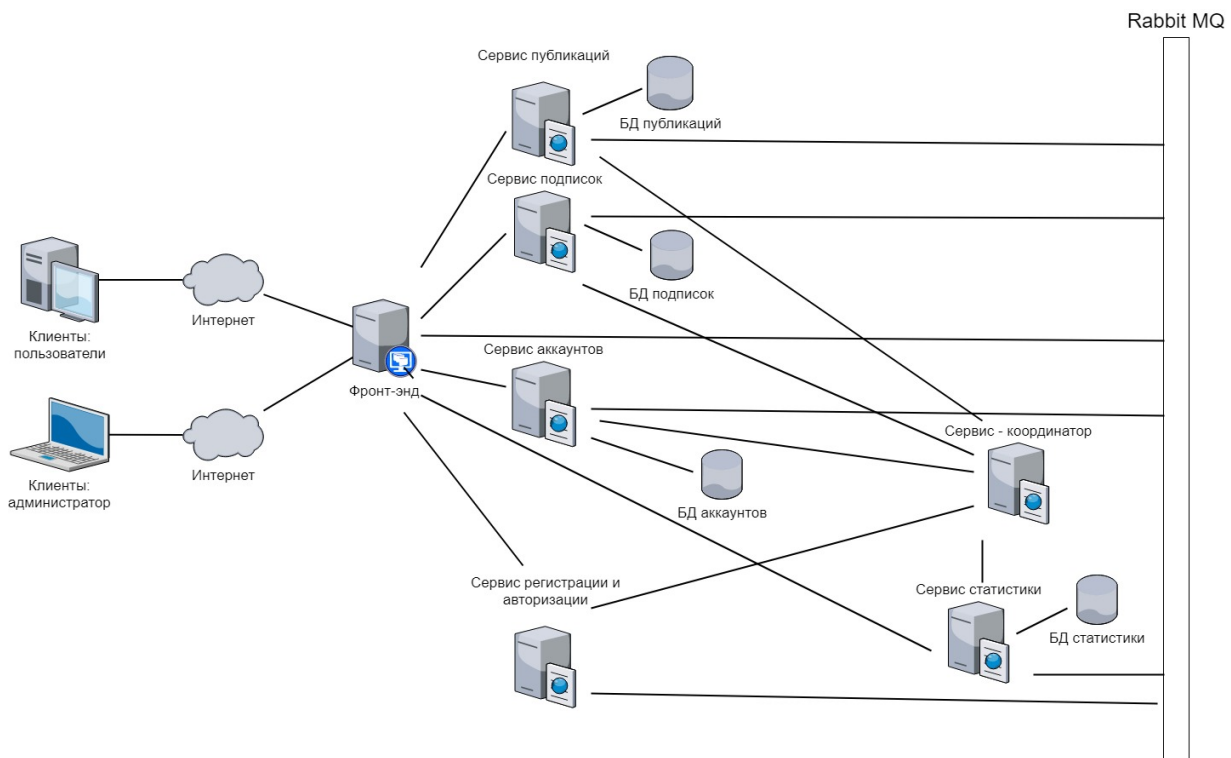 Rabbit MQ
Сервис публикаций
БД публикаций
Сервис подписок
БД подписок
Клиенты:
пользователи
Интернет
Фронт-энд
Сервис аккаунтов
БД аккаунтов
Сервис - координатор
Клиенты:
администратор
Интернет
Сервис регистрации и
авторизации
Сервис статистики
БД статистики